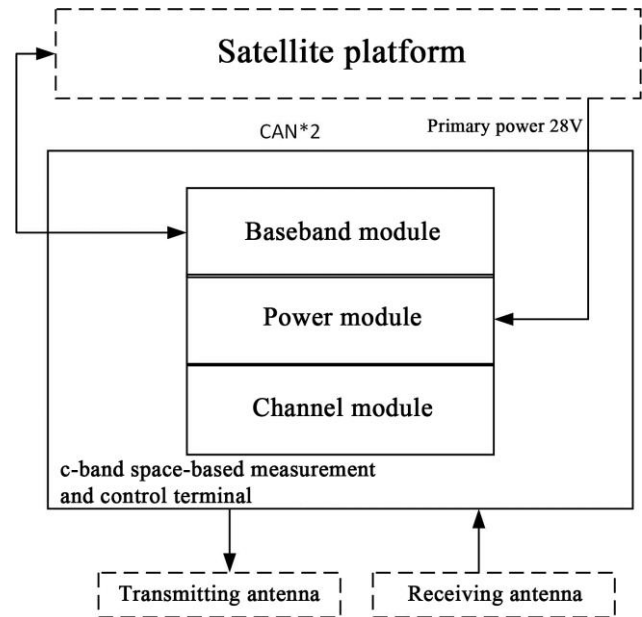 Satellite platform
CAN*2
Primary power 28V
Baseband module
Power module
Channel module
c-band space-based measurement
and control terminal
Transmitting antenna
Receiving antenna